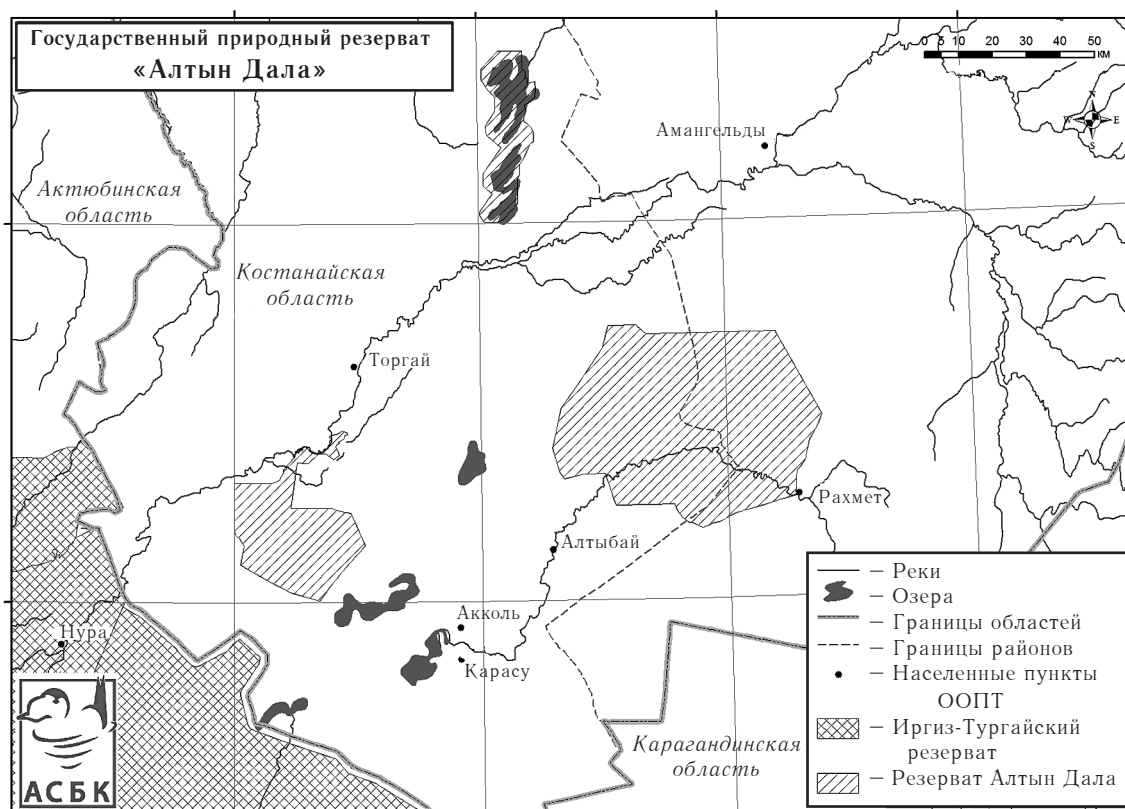 Государственный природный резерват
«Алтын Дала»
0 5 10 20 30 40 50
КМ
N
W E
S
Амангельды
Актюбинская
область
Костанайская
область
Торгай
Рахмет
Алтыбай
Акколь
Нура
Қарасу
Карагандинская
область
АСБК
– Реки
– Озера
– Границы областей
– Границы районов
– Населенные пункты
ООПТ
– Иргиз-Тургайский
резерват
– Резерват Алтын Дала